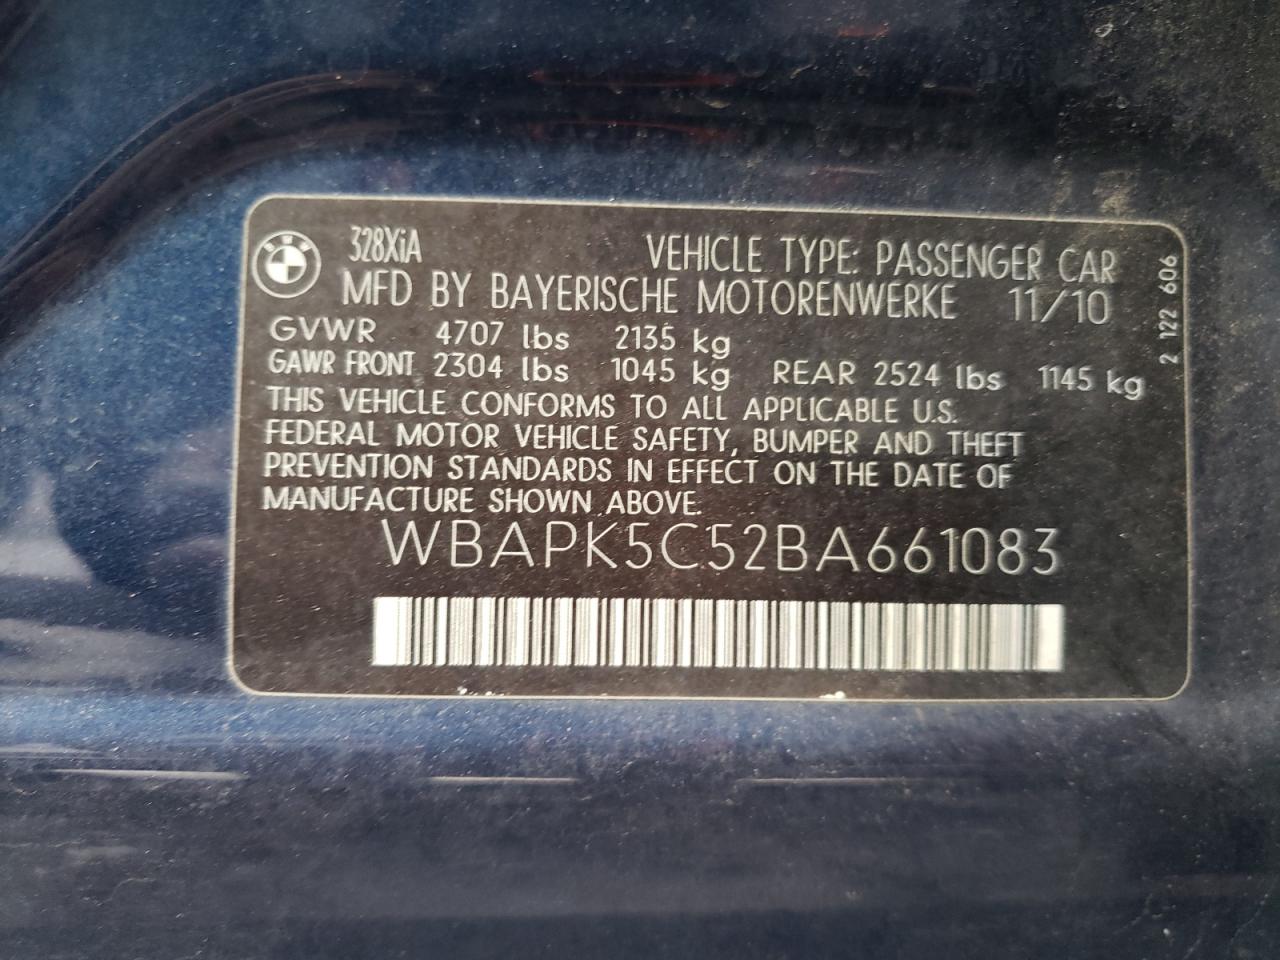 328XiA VEHICLE TYPE: PASSENGER CAR
MFD BY BAYERISCHE MOTORENWERKE 11/10
GVWR 4707 lbs 2135 kg
GAWR FRONT 2304 lbs 1045 kg REAR 2524 lbs 1145 kg
THIS VEHICLE CONFORMS TO ALL APPLICABLE U.S.
FEDERAL MOTOR VEHICLE SAFETY, BUMPER AND THEFT
PREVENTION STANDARDS IN EFFECT ON THE DATE OF
MANUFACTURE SHOWN ABOVE.
WBAPK5C52BA661083
2 122 606